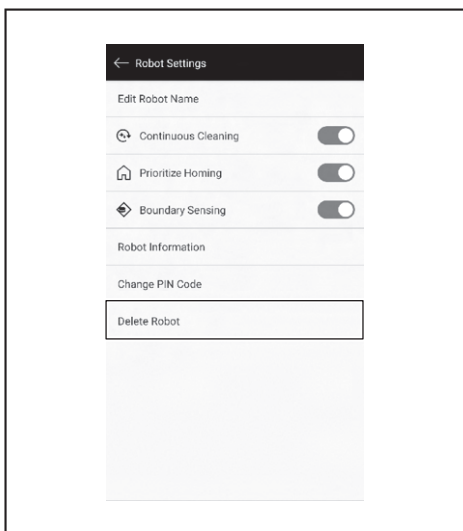 Robot Settings
Edit Robot Name
Continuous Cleaning
Prioritize Homing
Boundary Sensing
Robot Information
Change PIN Code
Delete Robot